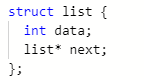 struct list {
  int data;
  list* next;
};